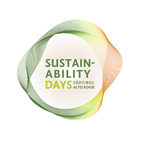 SUSTAIN-
ABILITY
DAYS SÜDTIROL
ALTO ADIGE